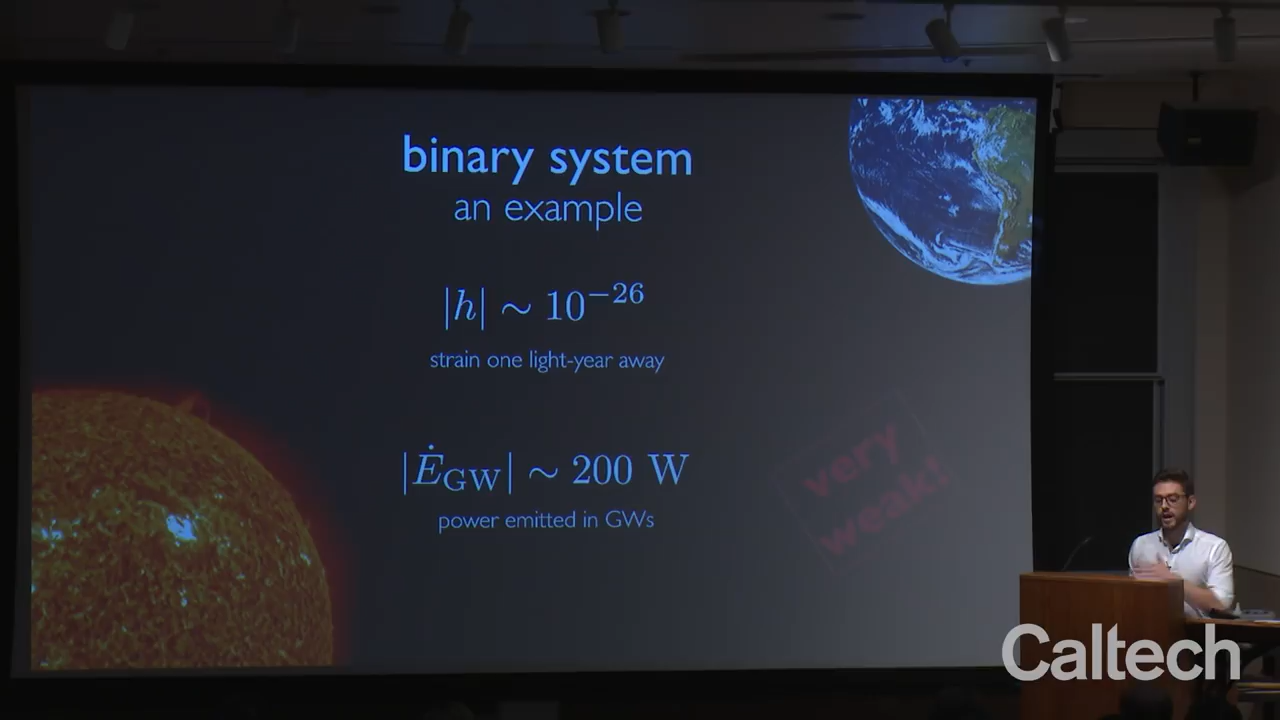 binary system
an example
|h| ~ 10⁻²⁶
strain one light-year away
|Ė_GW| ~ 200 W
power emitted in GWs
very
weak!
Caltech